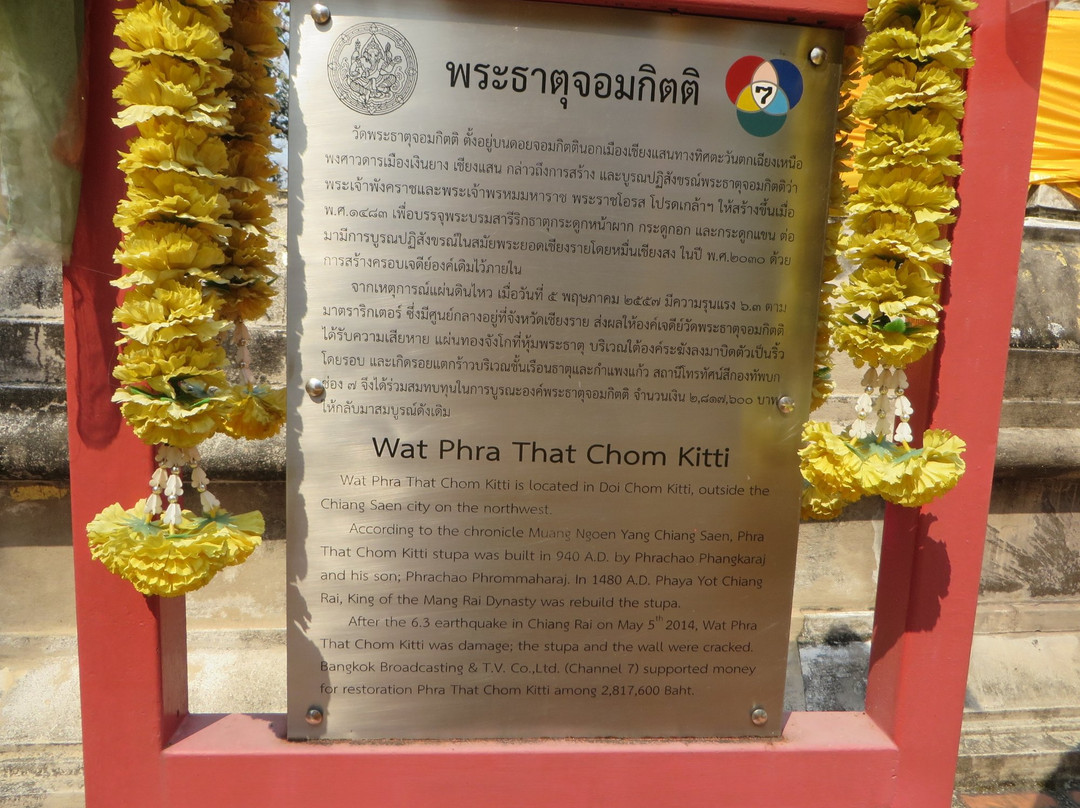 พระธาตุจอมกิตติ
7
วัดพระธาตุจอมกิตติ ตั้งอยู่บนดอยจอมกิตตินอกเมืองเชียงแสนทางทิศตะวันตกเฉียงเหนือ
พงศาวดารเมืองเงินยาง เชียงแสน กล่าวถึงการสร้าง และบูรณปฏิสังขรณ์พระธาตุจอมกิตติว่า
พระเจ้าพังคราชและพระเจ้าพรหมมหาราช พระราชโอรส โปรดเกล้าฯ ให้สร้างขึ้นเมื่อ
พ.ศ.๑๔๘๓ เพื่อบรรจุพระบรมสารีริกธาตุกระดูกหน้าผาก กระดูกอก และกระดูกแขน ต่อ
มามีการบูรณปฏิสังขรณ์ในสมัยพระยอดเชียงรายโดยหมื่นเชียงสง ในปี พ.ศ.๒๐๓๐ ด้วย
การสร้างครอบเจดีย์องค์เดิมไว้ภายใน
จากเหตุการณ์แผ่นดินไหว เมื่อวันที่ ๕ พฤษภาคม ๒๕๕๗ มีความรุนแรง ๖.๓ ตาม
มาตราริกเตอร์ ซึ่งมีศูนย์กลางอยู่ที่จังหวัดเชียงราย ส่งผลให้องค์เจดีย์วัดพระธาตุจอมกิตติ
ได้รับความเสียหาย แผ่นทองจังโกที่หุ้มพระธาตุ บริเวณใต้องค์ระฆังลงมาบิดตัวเป็นริ้ว
โดยรอบ และเกิดรอยแตกร้าวบริเวณชั้นเรือนธาตุและกำแพงแก้ว สถานีโทรทัศน์สีกองทัพบก
ช่อง ๗ จึงได้ร่วมสมทบทุนในการบูรณะองค์พระธาตุจอมกิตติ จำนวนเงิน ๒,๘๑๗,๖๐๐ บาท
ให้กลับมาสมบูรณ์ดังเดิม
Wat Phra That Chom Kitti
Wat Phra That Chom Kitti is located in Doi Chom Kitti, outside the
Chiang Saen city on the northwest.
According to the chronicle Muang Ngoen Yang Chiang Saen, Phra
That Chom Kitti stupa was built in 940 A.D. by Phrachao Phangkaraj
and his son; Phrachao Phrommaharaj. In 1480 A.D. Phaya Yot Chiang
Rai, King of the Mang Rai Dynasty was rebuild the stupa.
After the 6.3 earthquake in Chiang Rai on May 5th 2014, Wat Phra
That Chom Kitti was damage; the stupa and the wall were cracked.
Bangkok Broadcasting & T.V. Co.,Ltd. (Channel 7) supported money
for restoration Phra That Chom Kitti among 2,817,600 Baht.